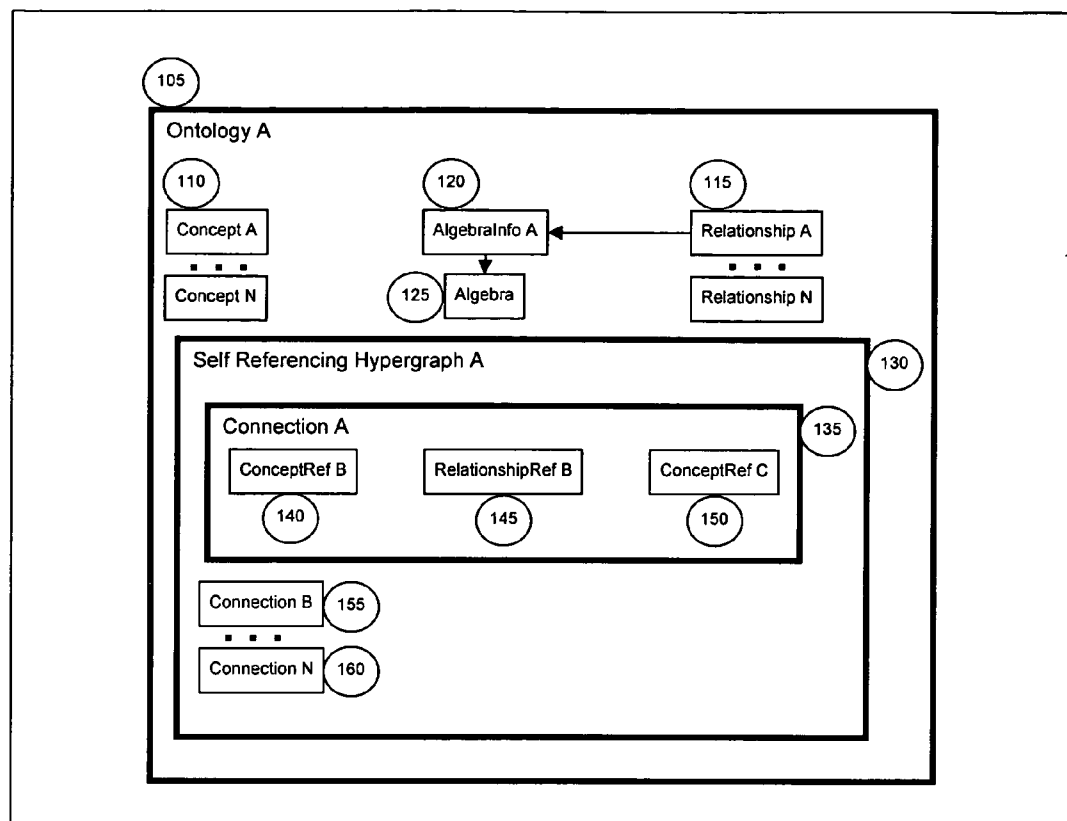 105
Ontology A
110
120
115
Concept A
AlgebraInfo A
Relationship A
Concept N
125
Algebra
Relationship N
Self Referencing Hypergraph A
130
Connection A
135
ConceptRef B
RelationshipRef B
ConceptRef C
140
145
150
Connection B
155
Connection N
160